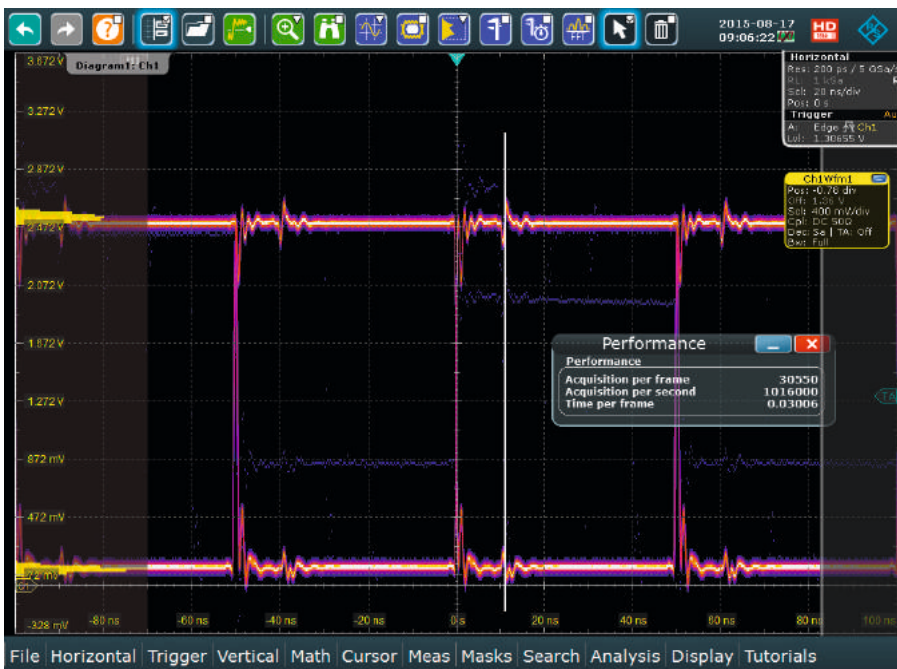 2015-08-17
09:06:22
HD
FFT
Diagram1: Ch1
Horizontal
Res: 200 ps / 5 GSa/s
RL: 1 kSa
Scl: 20 ns/div
Pos: 0 s
Trigger
Au
A: Edge Ch1
Lvl: 1.30655 V
Ch1Wfm1
Pos: -0.78 div
Off: 1.36 V
Scl: 400 mV/div
Cpl: DC 50Ω
Dec: Sa | TA: Off
Bw: Full
3.672 V
3.272 V
2.872 V
2.472 V
2.072 V
1.672 V
1.272 V
872 mV
472 mV
72 mV
-328 mV
TA
Performance
Performance
Acquisition per frame 30550
Acquisition per second 1016000
Time per frame 0.03006
-80 ns -60 ns -40 ns -20 ns 0 s 20 ns 40 ns 60 ns 80 ns 100 ns
File Horizontal Trigger Vertical Math Cursor Meas Masks Search Analysis Display Tutorials